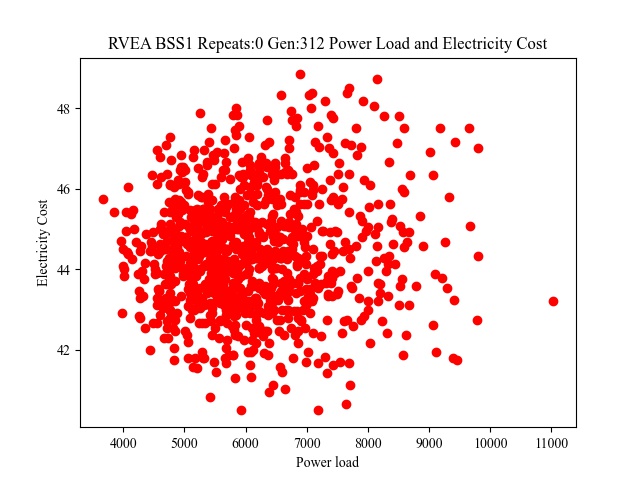 RVEA BSS1 Repeats:0 Gen:312 Power Load and Electricity Cost
48
46
44
42
Electricity Cost
4000 5000 6000 7000 8000 9000 10000 11000
Power load